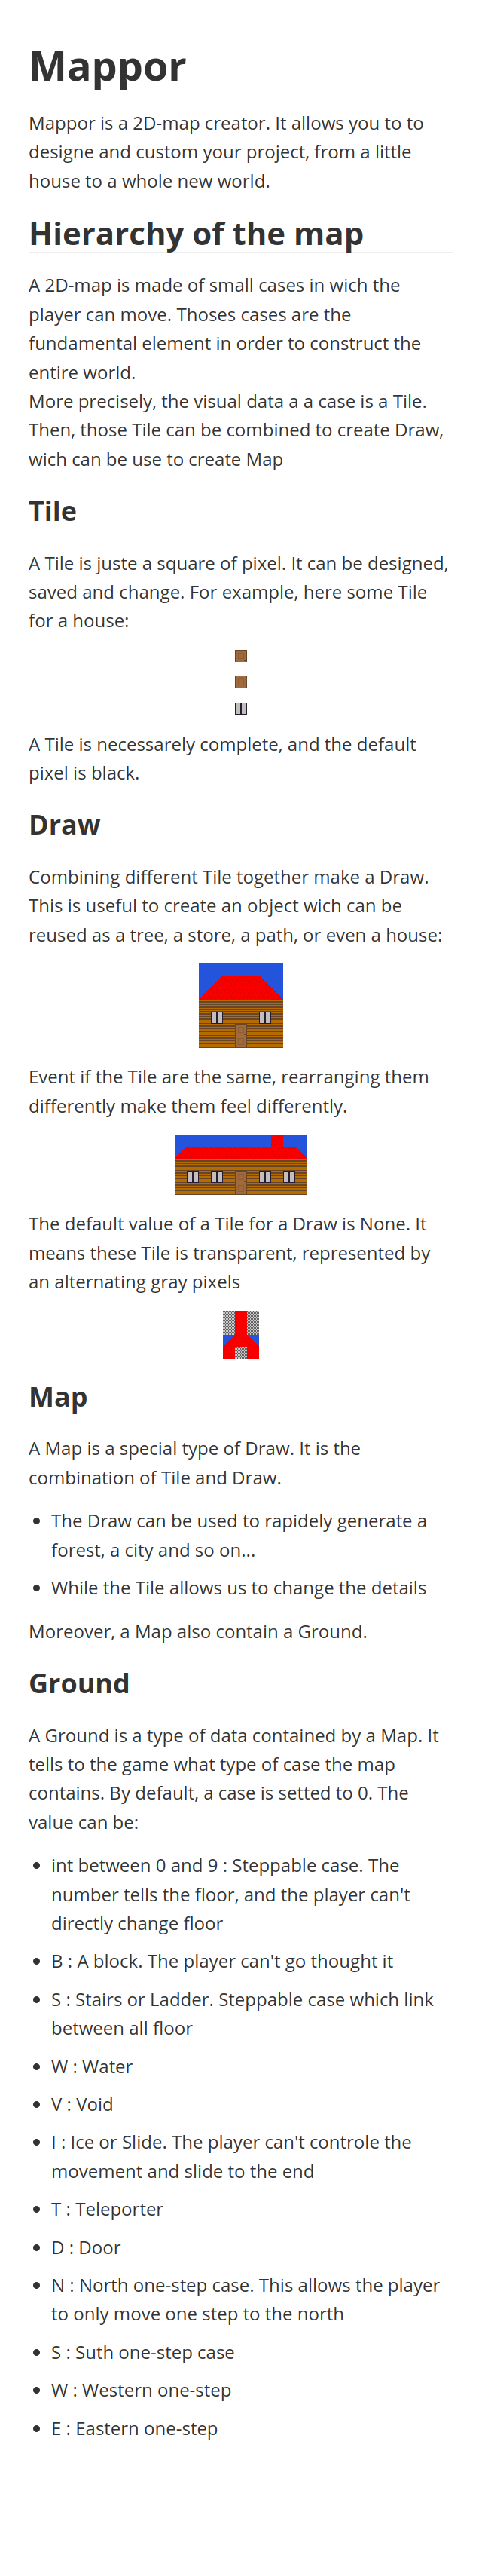 Mappor
Mappor is a 2D-map creator. It allows you to to
designe and custom your project, from a little
house to a whole new world.
Hierarchy of the map
A 2D-map is made of small cases in wich the
player can move. Thoses cases are the
fundamental element in order to construct the
entire world.
More precisely, the visual data a a case is a Tile.
Then, those Tile can be combined to create Draw,
wich can be use to create Map
Tile
A Tile is juste a square of pixel. It can be designed,
saved and change. For example, here some Tile
for a house:
A Tile is necessarely complete, and the default
pixel is black.
Draw
Combining different Tile together make a Draw.
This is useful to create an object wich can be
reused as a tree, a store, a path, or even a house:
Event if the Tile are the same, rearranging them
differently make them feel differently.
The default value of a Tile for a Draw is None. It
means these Tile is transparent, represented by
an alternating gray pixels
Map
A Map is a special type of Draw. It is the
combination of Tile and Draw.
• The Draw can be used to rapidely generate a
forest, a city and so on...
• While the Tile allows us to change the details
Moreover, a Map also contain a Ground.
Ground
A Ground is a type of data contained by a Map. It
tells to the game what type of case the map
contains. By default, a case is setted to 0. The
value can be:
• int between 0 and 9 : Steppable case. The
number tells the floor, and the player can't
directly change floor
• B : A block. The player can't go thought it
• S : Stairs or Ladder. Steppable case which link
between all floor
• W : Water
• V : Void
• I : Ice or Slide. The player can't controle the
movement and slide to the end
• T : Teleporter
• D : Door
• N : North one-step case. This allows the player
to only move one step to the north
• S : Suth one-step case
• W : Western one-step
• E : Eastern one-step